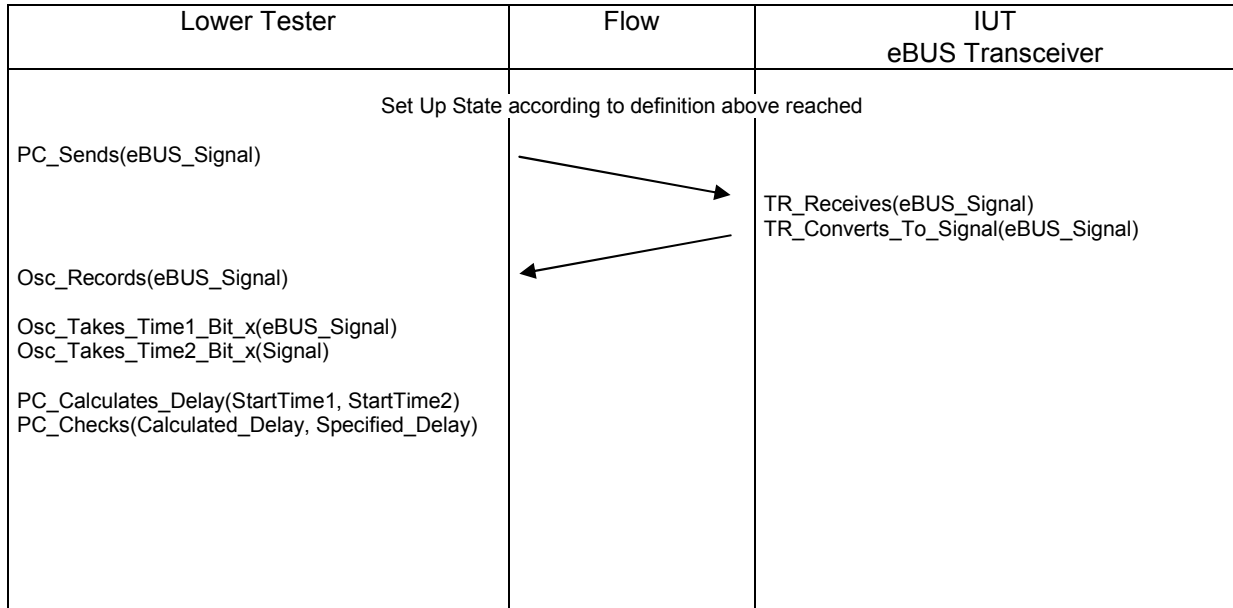 Lower Tester
Flow
IUT
eBUS Transceiver
Set Up State according to definition above reached
PC_Sends(eBUS_Signal)
TR_Receives(eBUS_Signal)
TR_Converts_To_Signal(eBUS_Signal)
Osc_Records(eBUS_Signal)
Osc_Takes_Time1_Bit_x(eBUS_Signal)
Osc_Takes_Time2_Bit_x(Signal)
PC_Calculates_Delay(StartTime1, StartTime2)
PC_Checks(Calculated_Delay, Specified_Delay)